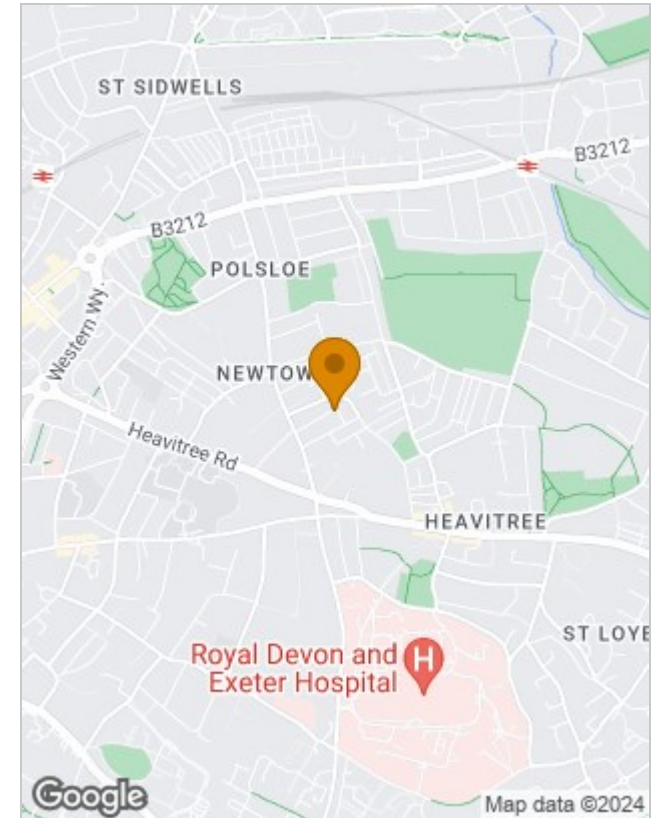 ST SIDWELLS
B3212
B3212
POLSLOE
Western Wy.
NEWTOW
Heavitree Rd
HEAVITREE
ST LOYE
Royal Devon and
Exeter Hospital
H
Google
Map data ©2024